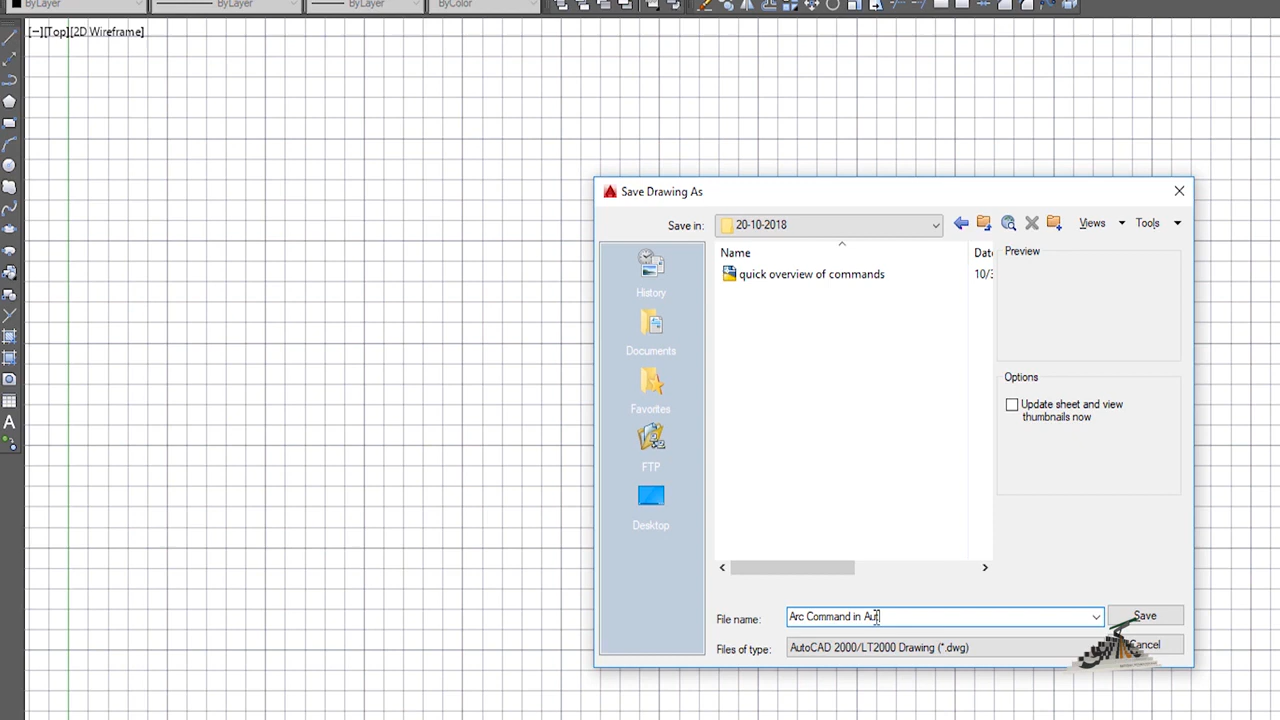 ByLayer ByLayer ByLayer ByColor
[−][Top][2D Wireframe]
Save Drawing As
Save in: 20-10-2018 Views Tools
Name Date
quick overview of commands 10/3
Preview
History
Documents
Options
Update sheet and view
thumbnails now
Favorites
FTP
Desktop
File name: Arc Command in Aut
Save
Files of type: AutoCAD 2000/LT2000 Drawing (*.dwg)
Cancel
A